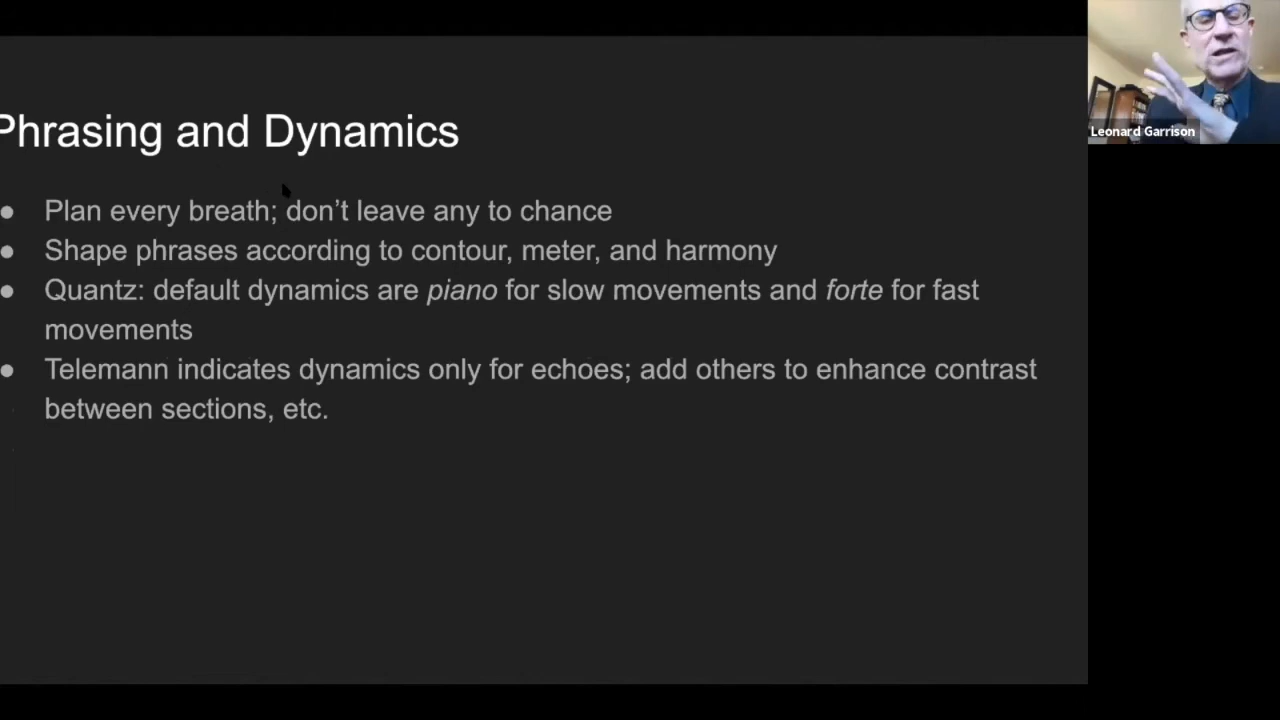 Phrasing and Dynamics
Leonard Garrison
● Plan every breath; don’t leave any to chance
● Shape phrases according to contour, meter, and harmony
● Quantz: default dynamics are piano for slow movements and forte for fast
movements
● Telemann indicates dynamics only for echoes; add others to enhance contrast
between sections, etc.